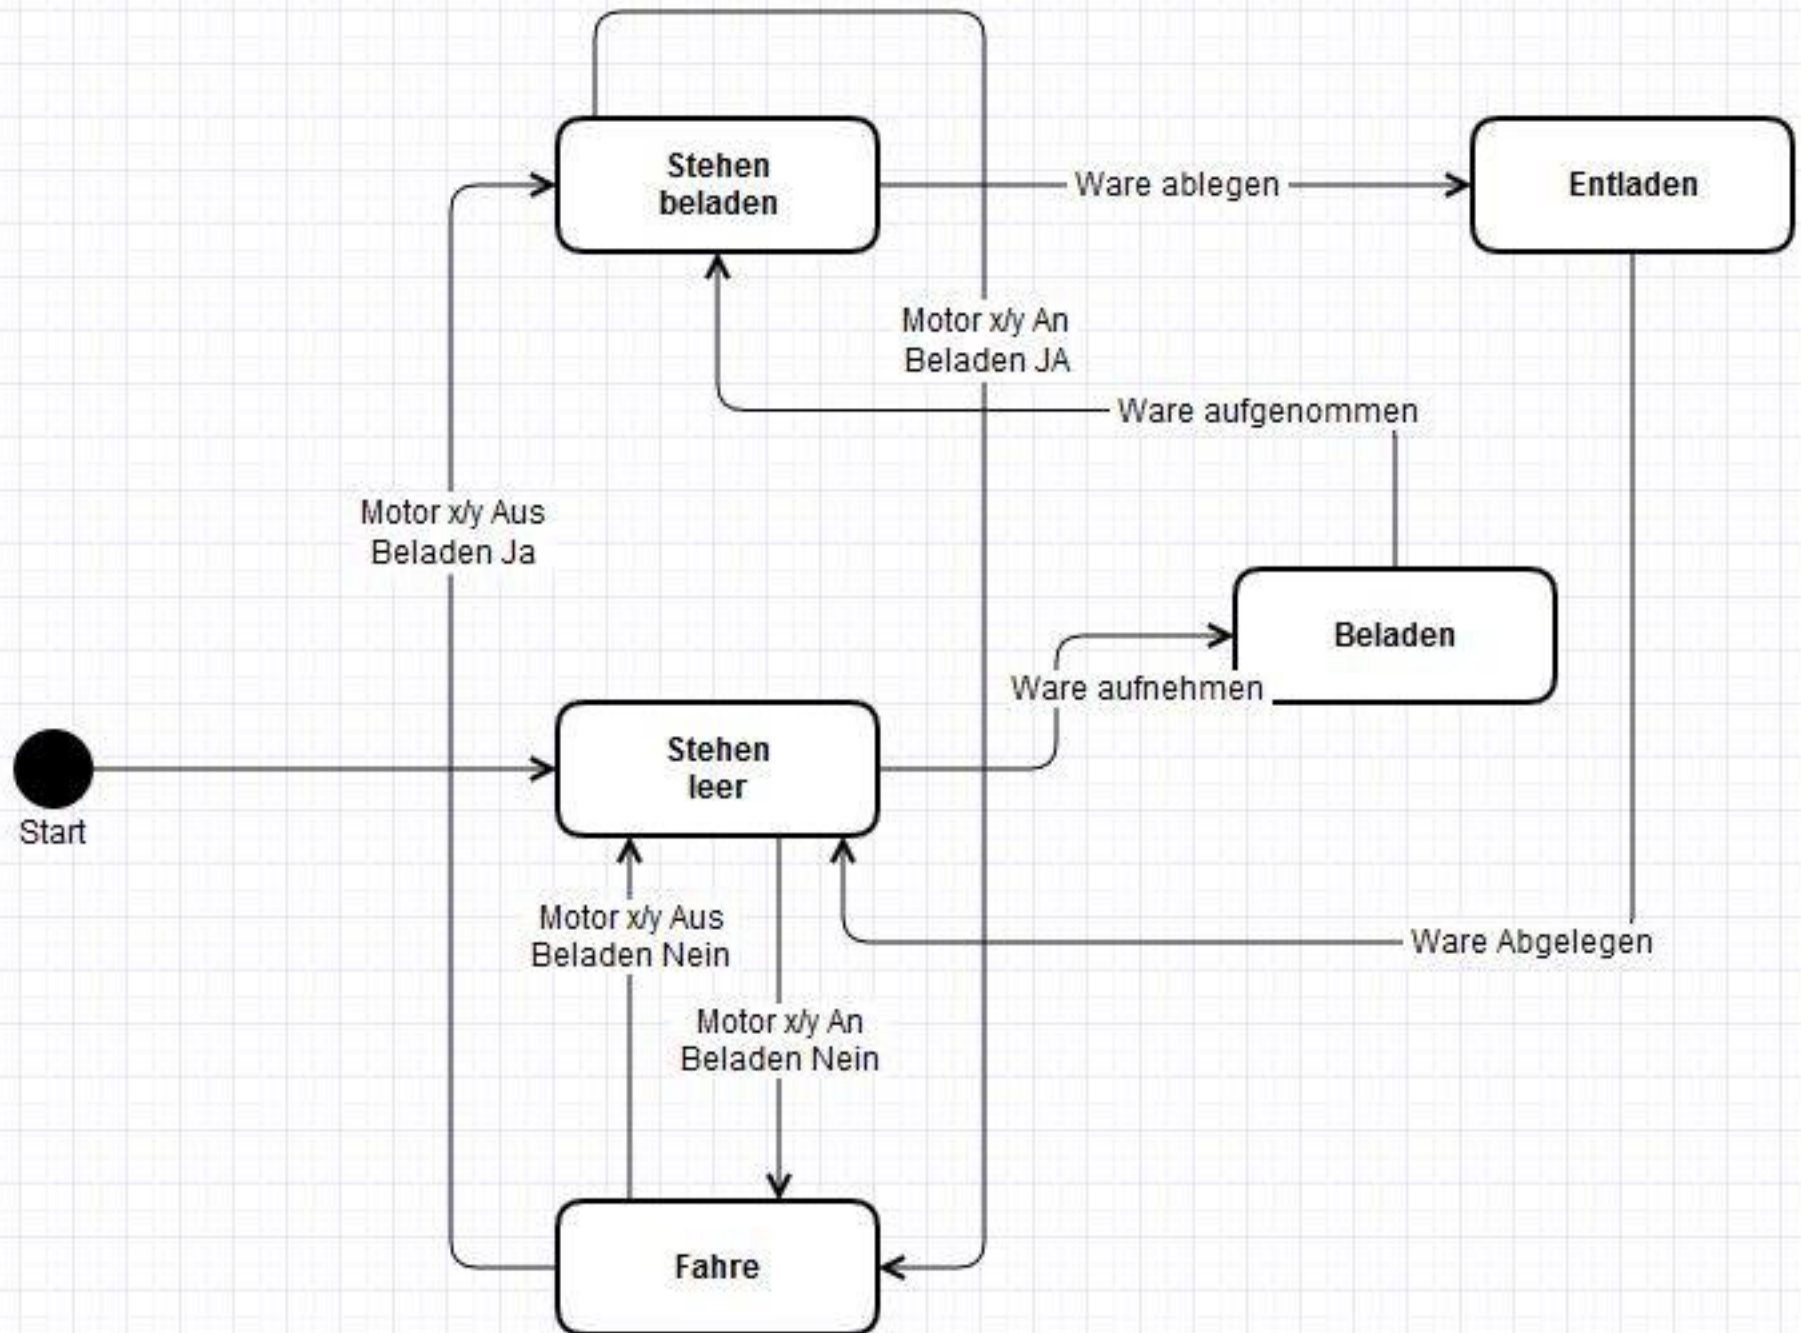 Stehen
beladen
Ware ablegen
Entladen
Motor x/y An
Beladen JA
Ware aufgenommen
Motor x/y Aus
Beladen Ja
Beladen
Ware aufnehmen
Stehen
leer
Start
Motor x/y Aus
Beladen Nein
Ware Abgelegen
Motor x/y An
Beladen Nein
Fahre